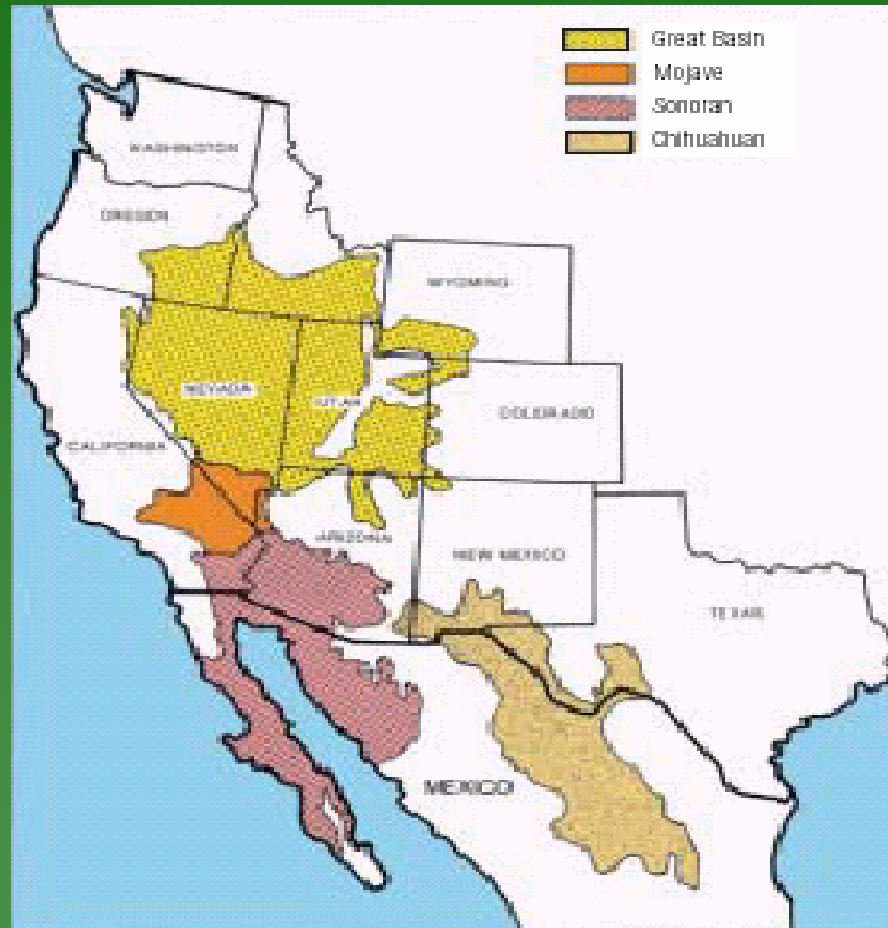 Great Basin
Mojave
Sonoran
Chihuahuan
WASHINGTON
OREGON
WYOMING
NEVADA
UTAH
COLORADO
CALIFORNIA
ARIZONA
NEW MEXICO
TEXAS
MEXICO